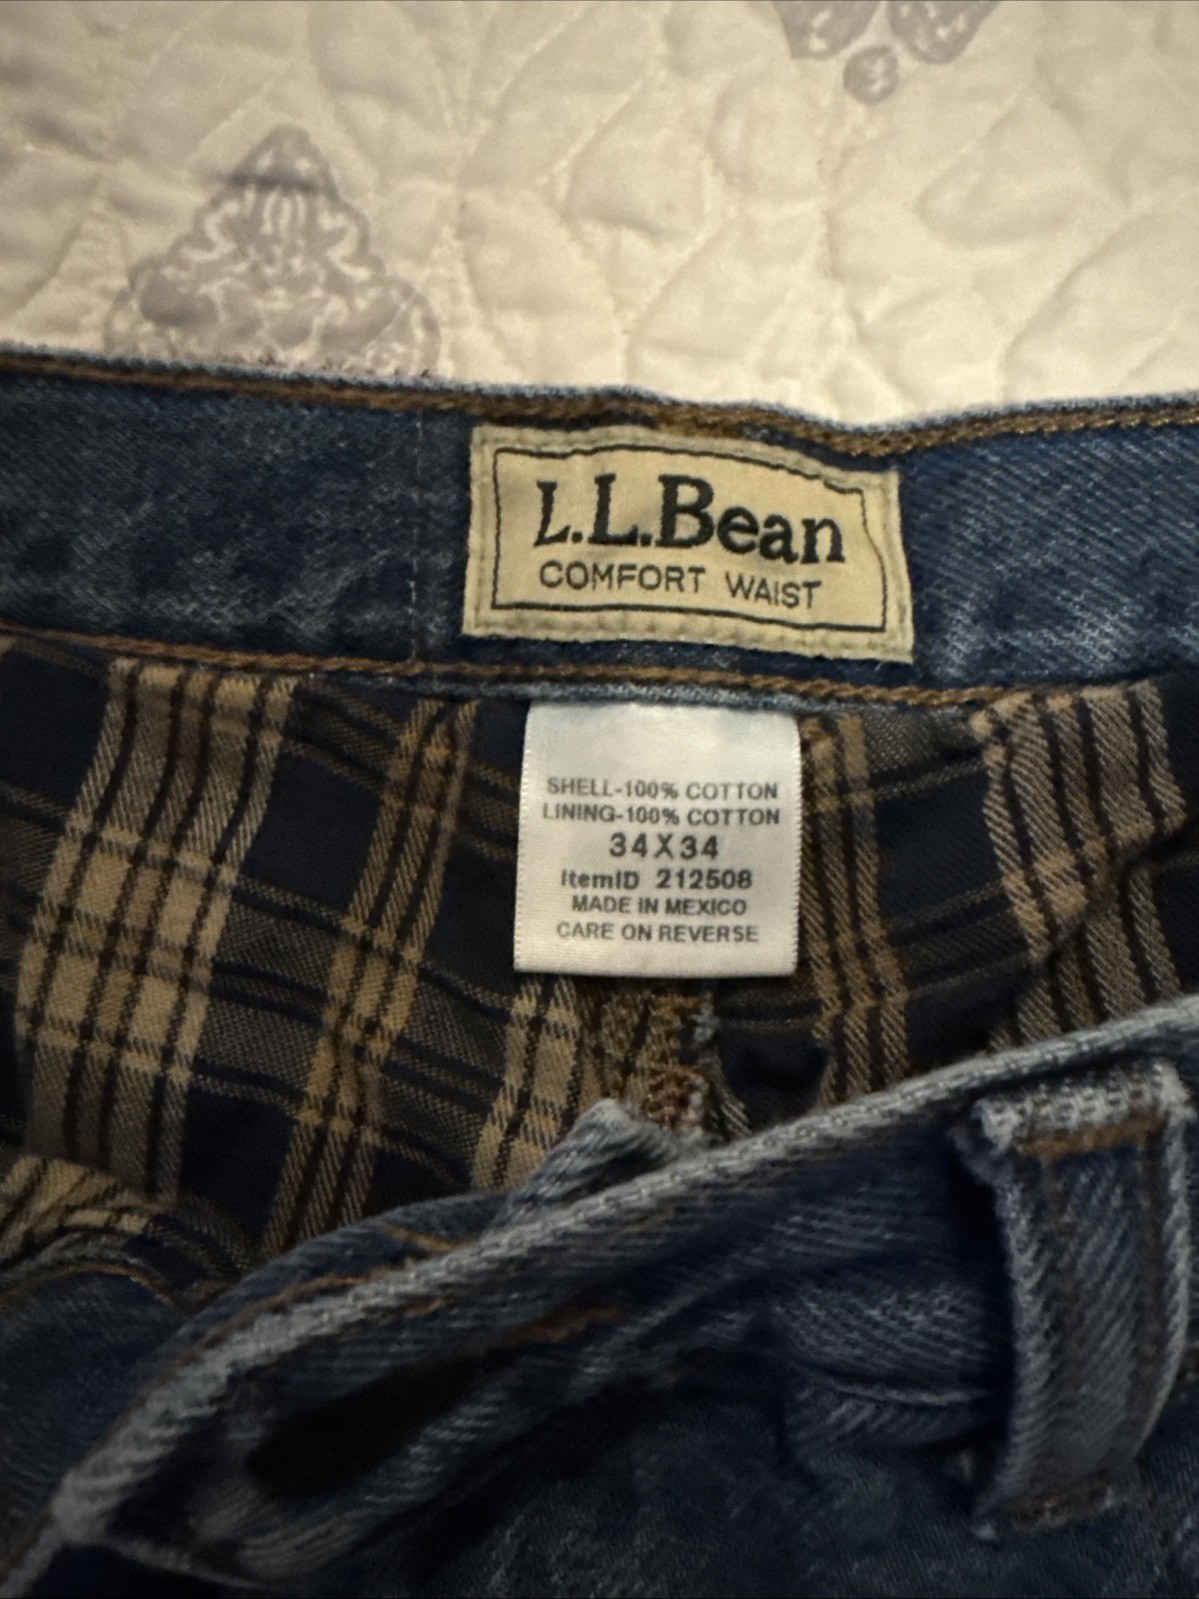 L.L.Bean
COMFORT WAIST
SHELL-100% COTTON
LINING-100% COTTON
34X34
ItemID 212508
MADE IN MEXICO
CARE ON REVERSE